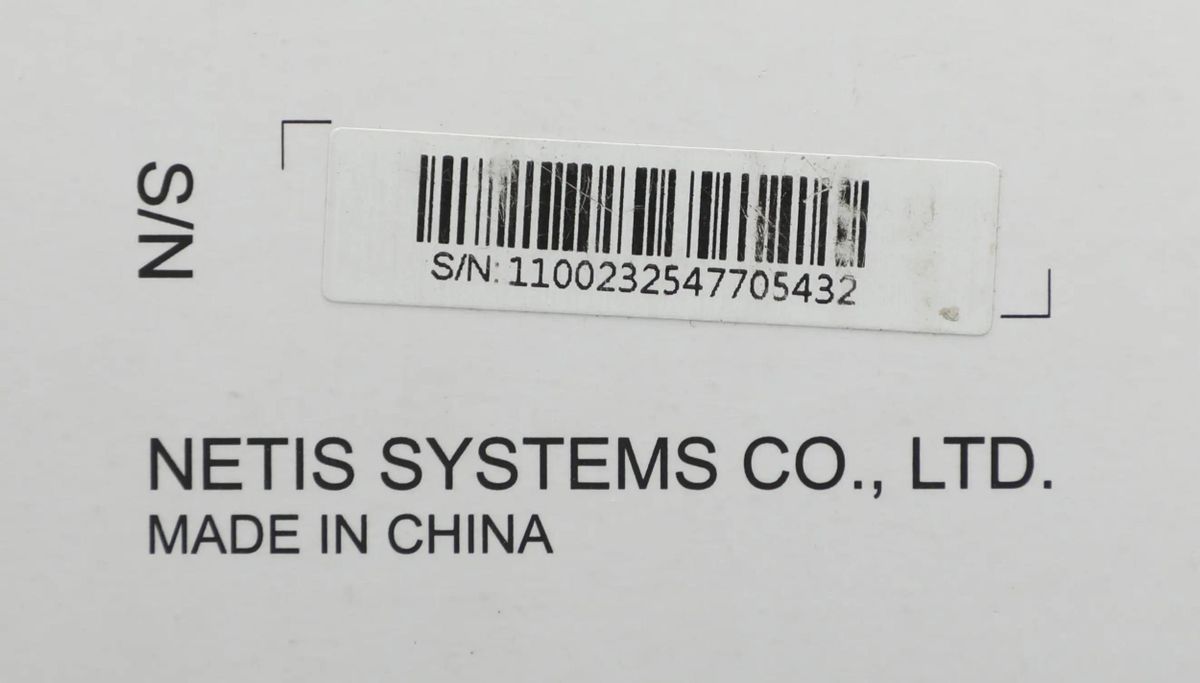 S/N
S/N: 1100232547705432
NETIS SYSTEMS CO., LTD.
MADE IN CHINA